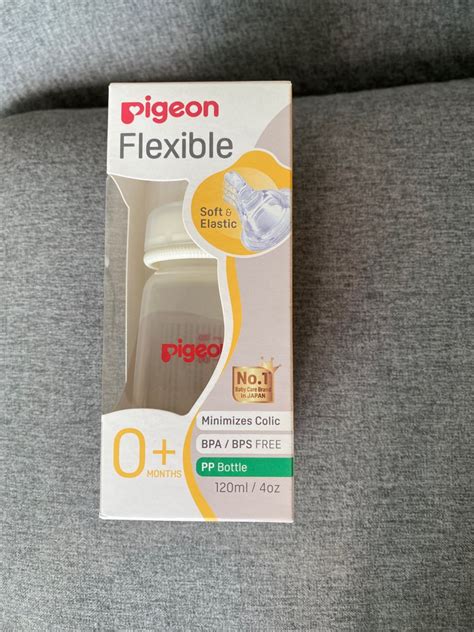 pigeon
Flexible
Soft &
Elastic
pigeon
No.1
Baby Care Brand
in JAPAN
Minimizes Colic
0+
MONTHS
BPA / BPS FREE
PP Bottle
120ml / 4oz